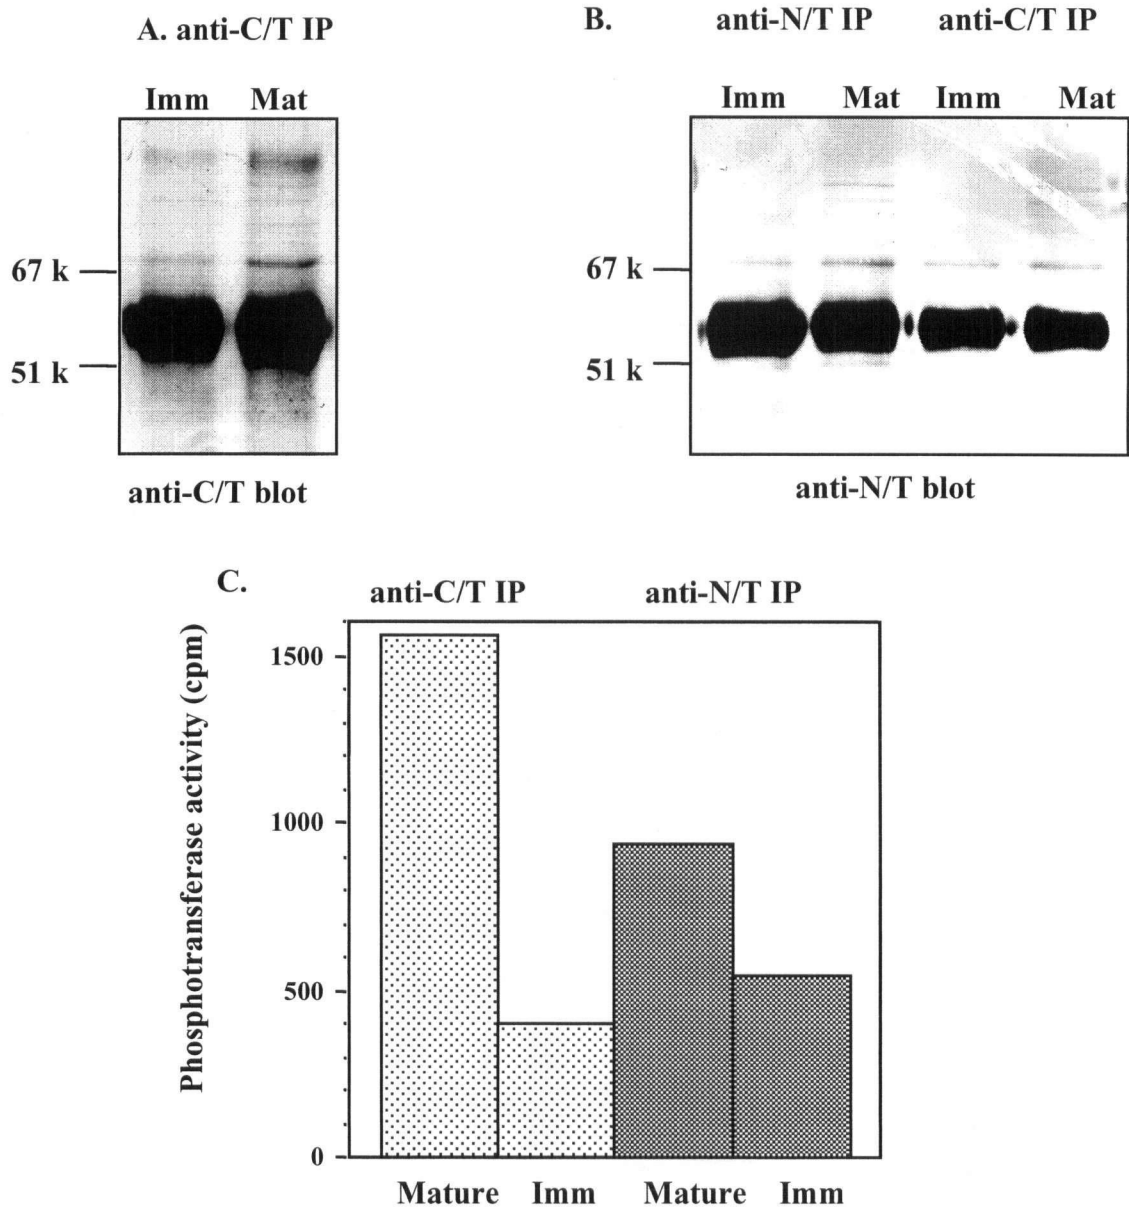 A. anti-C/T IP
Imm Mat
67 k
51 k
anti-C/T blot
B. anti-N/T IP anti-C/T IP
Imm Mat Imm Mat
67 k
51 k
anti-N/T blot
C.
anti-C/T IP anti-N/T IP
Phosphotransferase activity (cpm)
1500
1000
500
0
Mature Imm Mature Imm